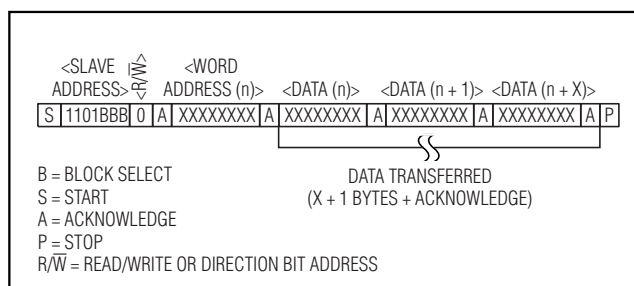 <SLAVE ADDRESS> <R/W̅> <WORD ADDRESS (n)> <DATA (n)> <DATA (n + 1)> <DATA (n + X)>
S 1101BBB 0 A XXXXXXXX A XXXXXXXX A XXXXXXXX A XXXXXXXX A P
DATA TRANSFERRED
(X + 1 BYTES + ACKNOWLEDGE)
B = BLOCK SELECT
S = START
A = ACKNOWLEDGE
P = STOP
R/W̅ = READ/WRITE OR DIRECTION BIT ADDRESS